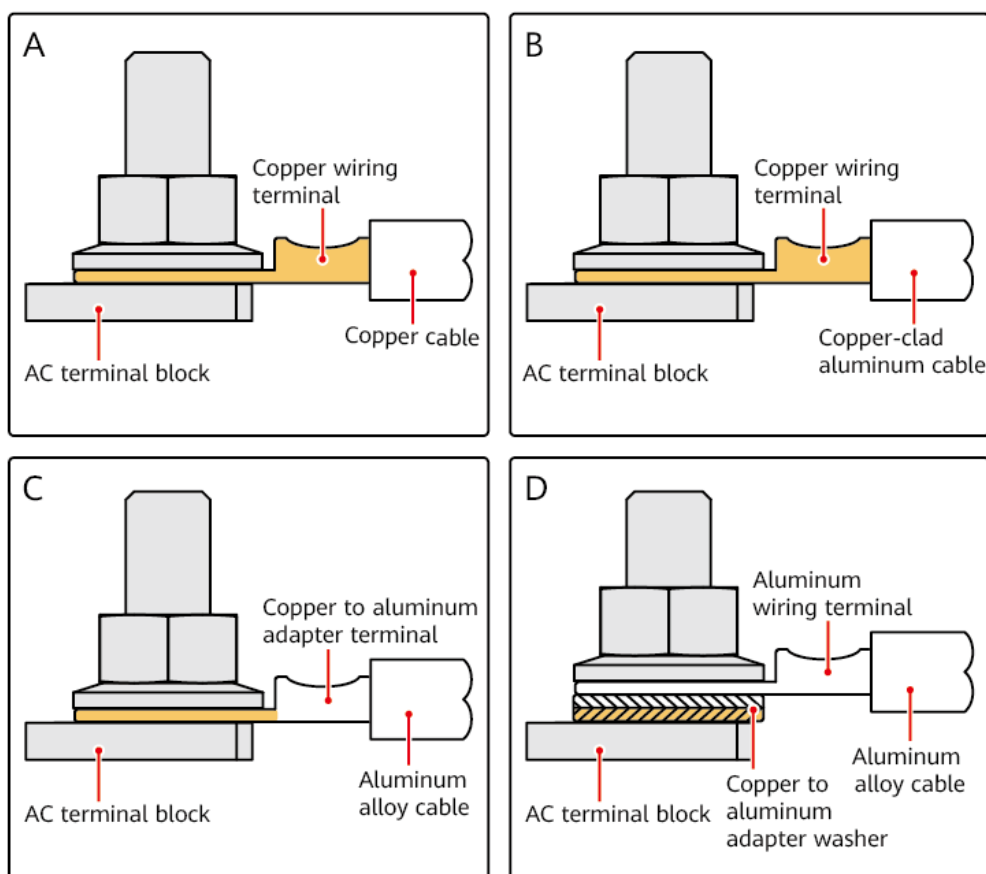 A
Copper wiring
terminal
Copper cable
AC terminal block
B
Copper wiring
terminal
Copper-clad
aluminum cable
AC terminal block
C
Copper to aluminum
adapter terminal
Aluminum
alloy cable
AC terminal block
D
Aluminum
wiring terminal
Aluminum
alloy cable
Copper to
aluminum
adapter washer
AC terminal block